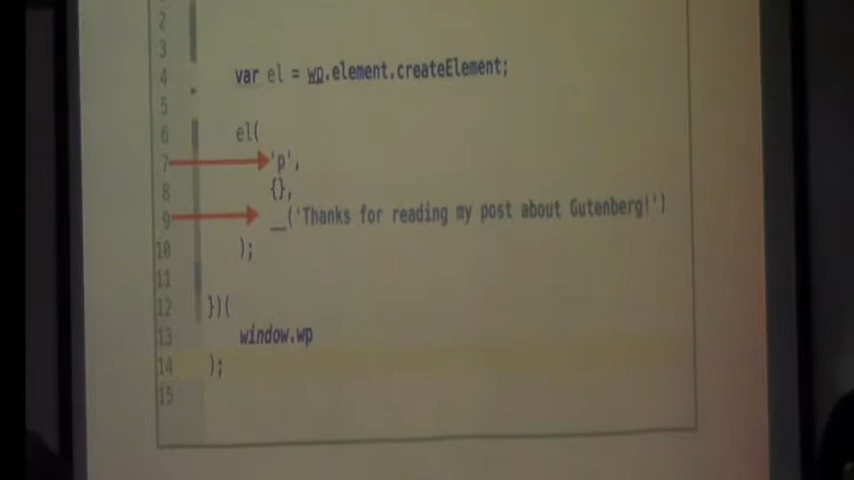 2
3
4 var el = wp.element.createElement;
5
6 el(
7 'p',
8 {},
9 __('Thanks for reading my post about Gutenberg!')
10 );
11
12 })(
13 window.wp
14 );
15